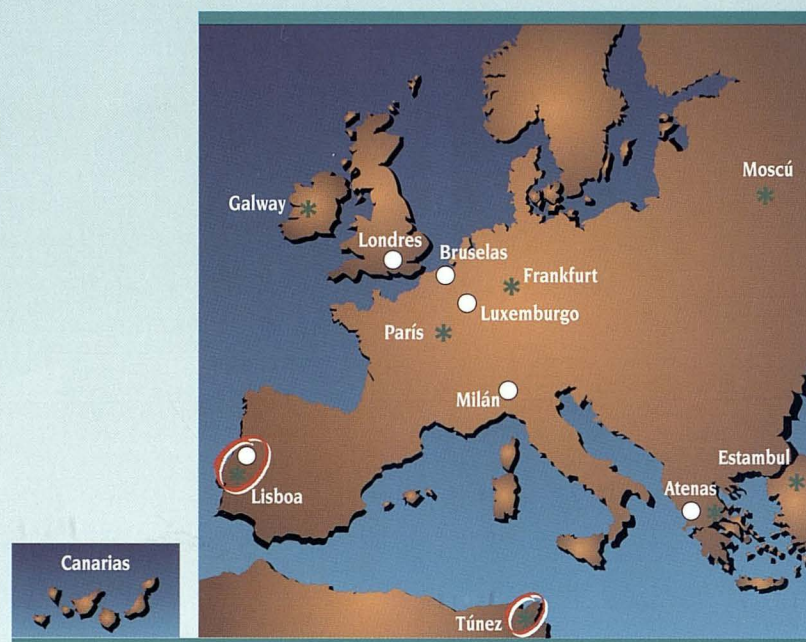 Moscú
Galway
Londres
Bruselas
Frankfurt
Luxemburgo
París
Milán
Estambul
Lisboa
Atenas
Canarias
Túnez